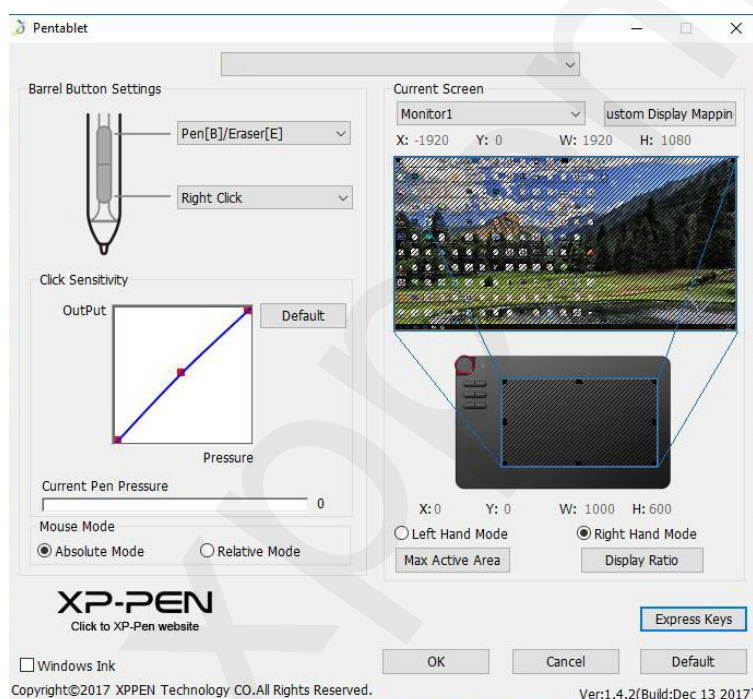 Pentablet
Barrel Button Settings
Pen[B]/Eraser[E]
Right Click
Click Sensitivity
OutPut
Default
Pressure
Current Pen Pressure
0
Mouse Mode
Absolute Mode
Relative Mode
XP-PEN
Click to XP-Pen website
Windows Ink
Copyright©2017 XPPEN Technology CO.All Rights Reserved.
Current Screen
Monitor1
ustom Display Mappin
X: -1920 Y: 0 W: 1920 H: 1080
X: 0 Y: 0 W: 1000 H: 600
Left Hand Mode
Right Hand Mode
Max Active Area
Display Ratio
Express Keys
OK
Cancel
Default
Ver:1.4.2(Build:Dec 13 2017)
xppen